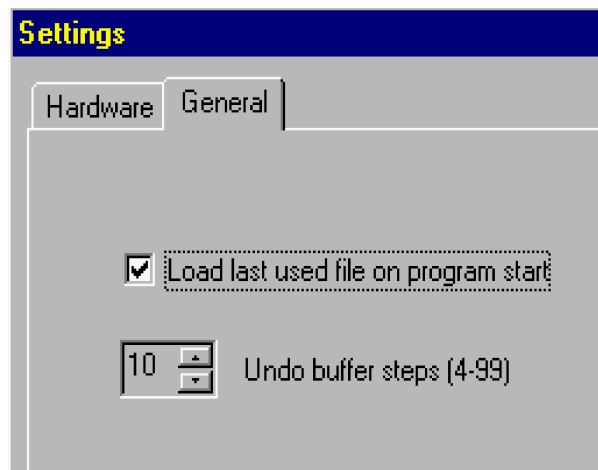 Settings
Hardware General
Load last used file on program start
10 Undo buffer steps (4-99)